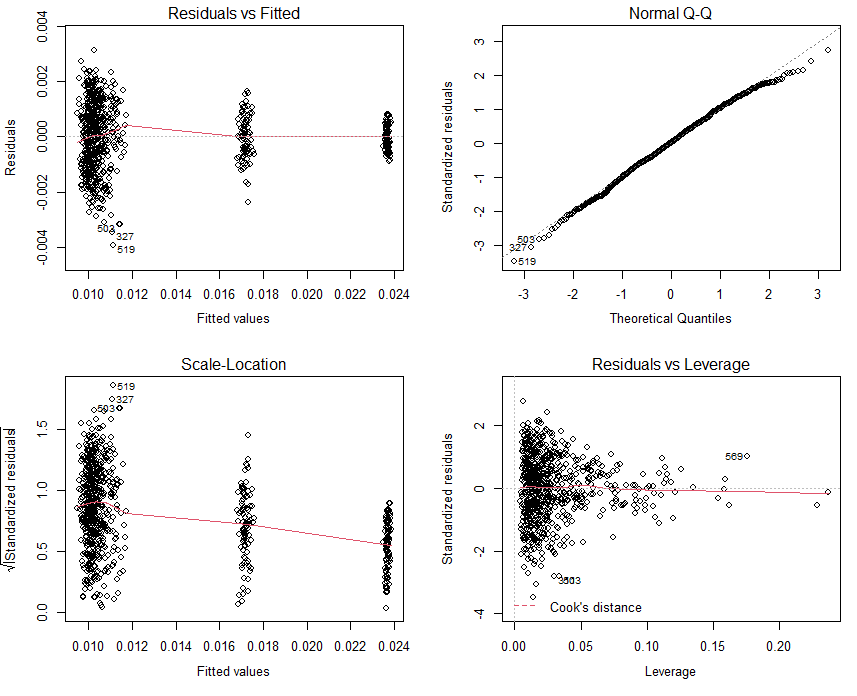 Residuals vs Fitted
Residuals
0.004
0.002
0.000
-0.002
-0.004
503
327
519
0.010 0.012 0.014 0.016 0.018 0.020 0.022 0.024
Fitted values
Normal Q-Q
Standardized residuals
3
2
1
0
-1
-2
-3
503
327
519
-3 -2 -1 0 1 2 3
Theoretical Quantiles
Scale-Location
√|Standardized residuals|
1.5
1.0
0.5
0.0
519
327
503
0.010 0.012 0.014 0.016 0.018 0.020 0.022 0.024
Fitted values
Residuals vs Leverage
Standardized residuals
2
0
-2
-4
569
503
Cook's distance
0.00 0.05 0.10 0.15 0.20
Leverage